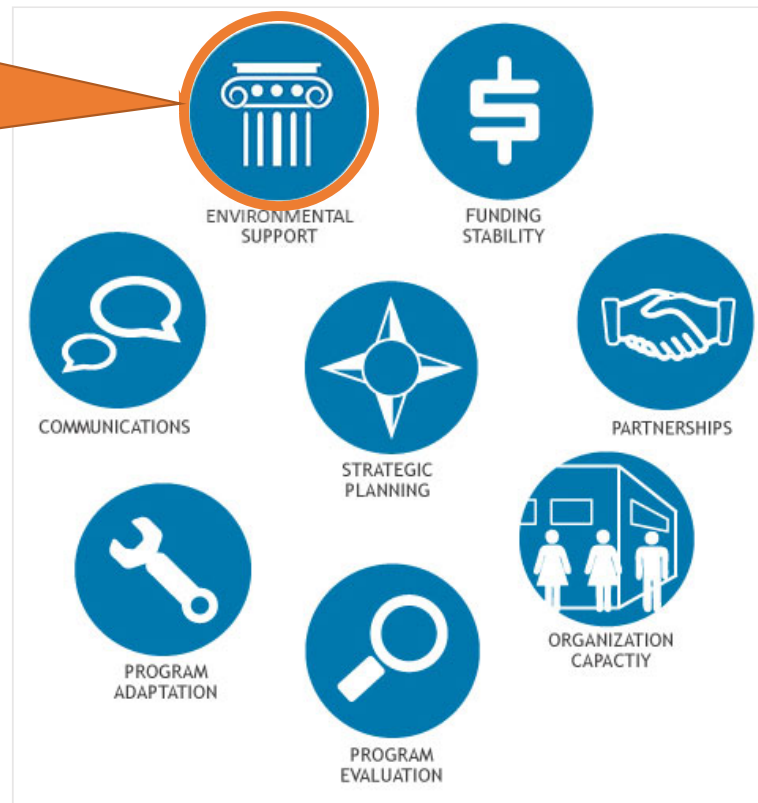 ENVIRONMENTAL
SUPPORT
FUNDING
STABILITY
COMMUNICATIONS
PARTNERSHIPS
STRATEGIC
PLANNING
ORGANIZATION
CAPACTIY
PROGRAM
ADAPTATION
PROGRAM
EVALUATION